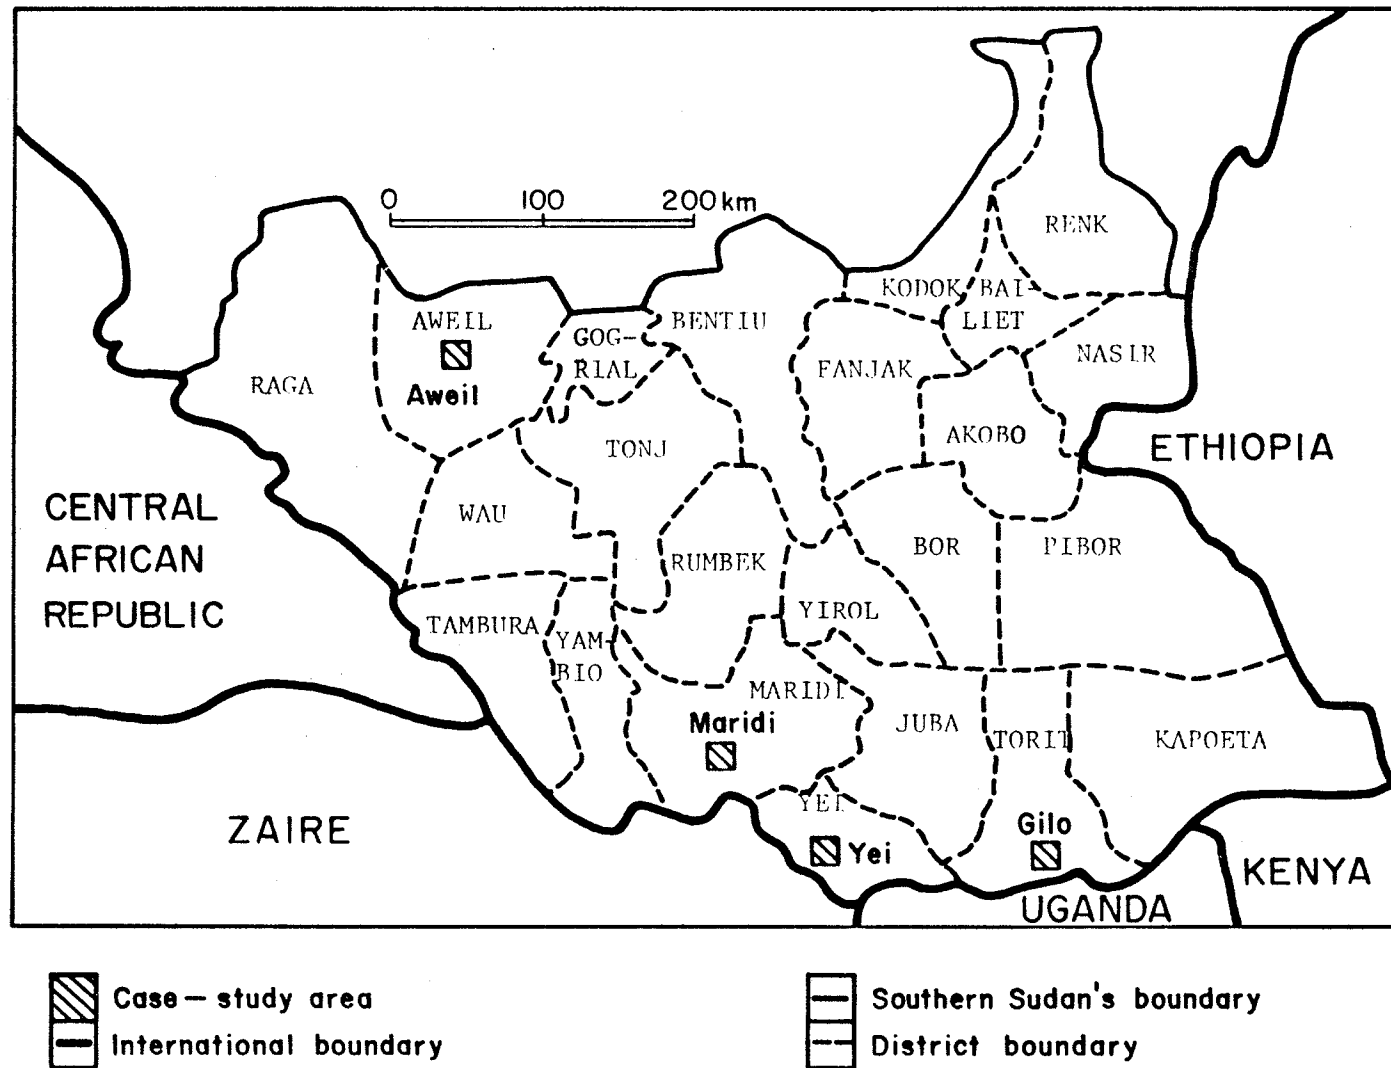 0 100 200 km
RENK
KODOK BAI-
LIET
AWEIL
BENTIU
GOG-
RIAL
NASIR
FANJAK
RAGA
Aweil
AKOBO
TONJ
ETHIOPIA
CENTRAL
AFRICAN
REPUBLIC
WAU
BOR
PIBOR
RUMBEK
YIROL
TAMBURA
YAM-
BIO
MARIDI
Maridi
JUBA
TORIT
KAPOETA
YEI
Yei
Gilo
ZAIRE
KENYA
UGANDA
Case-study area
International boundary
Southern Sudan's boundary
District boundary